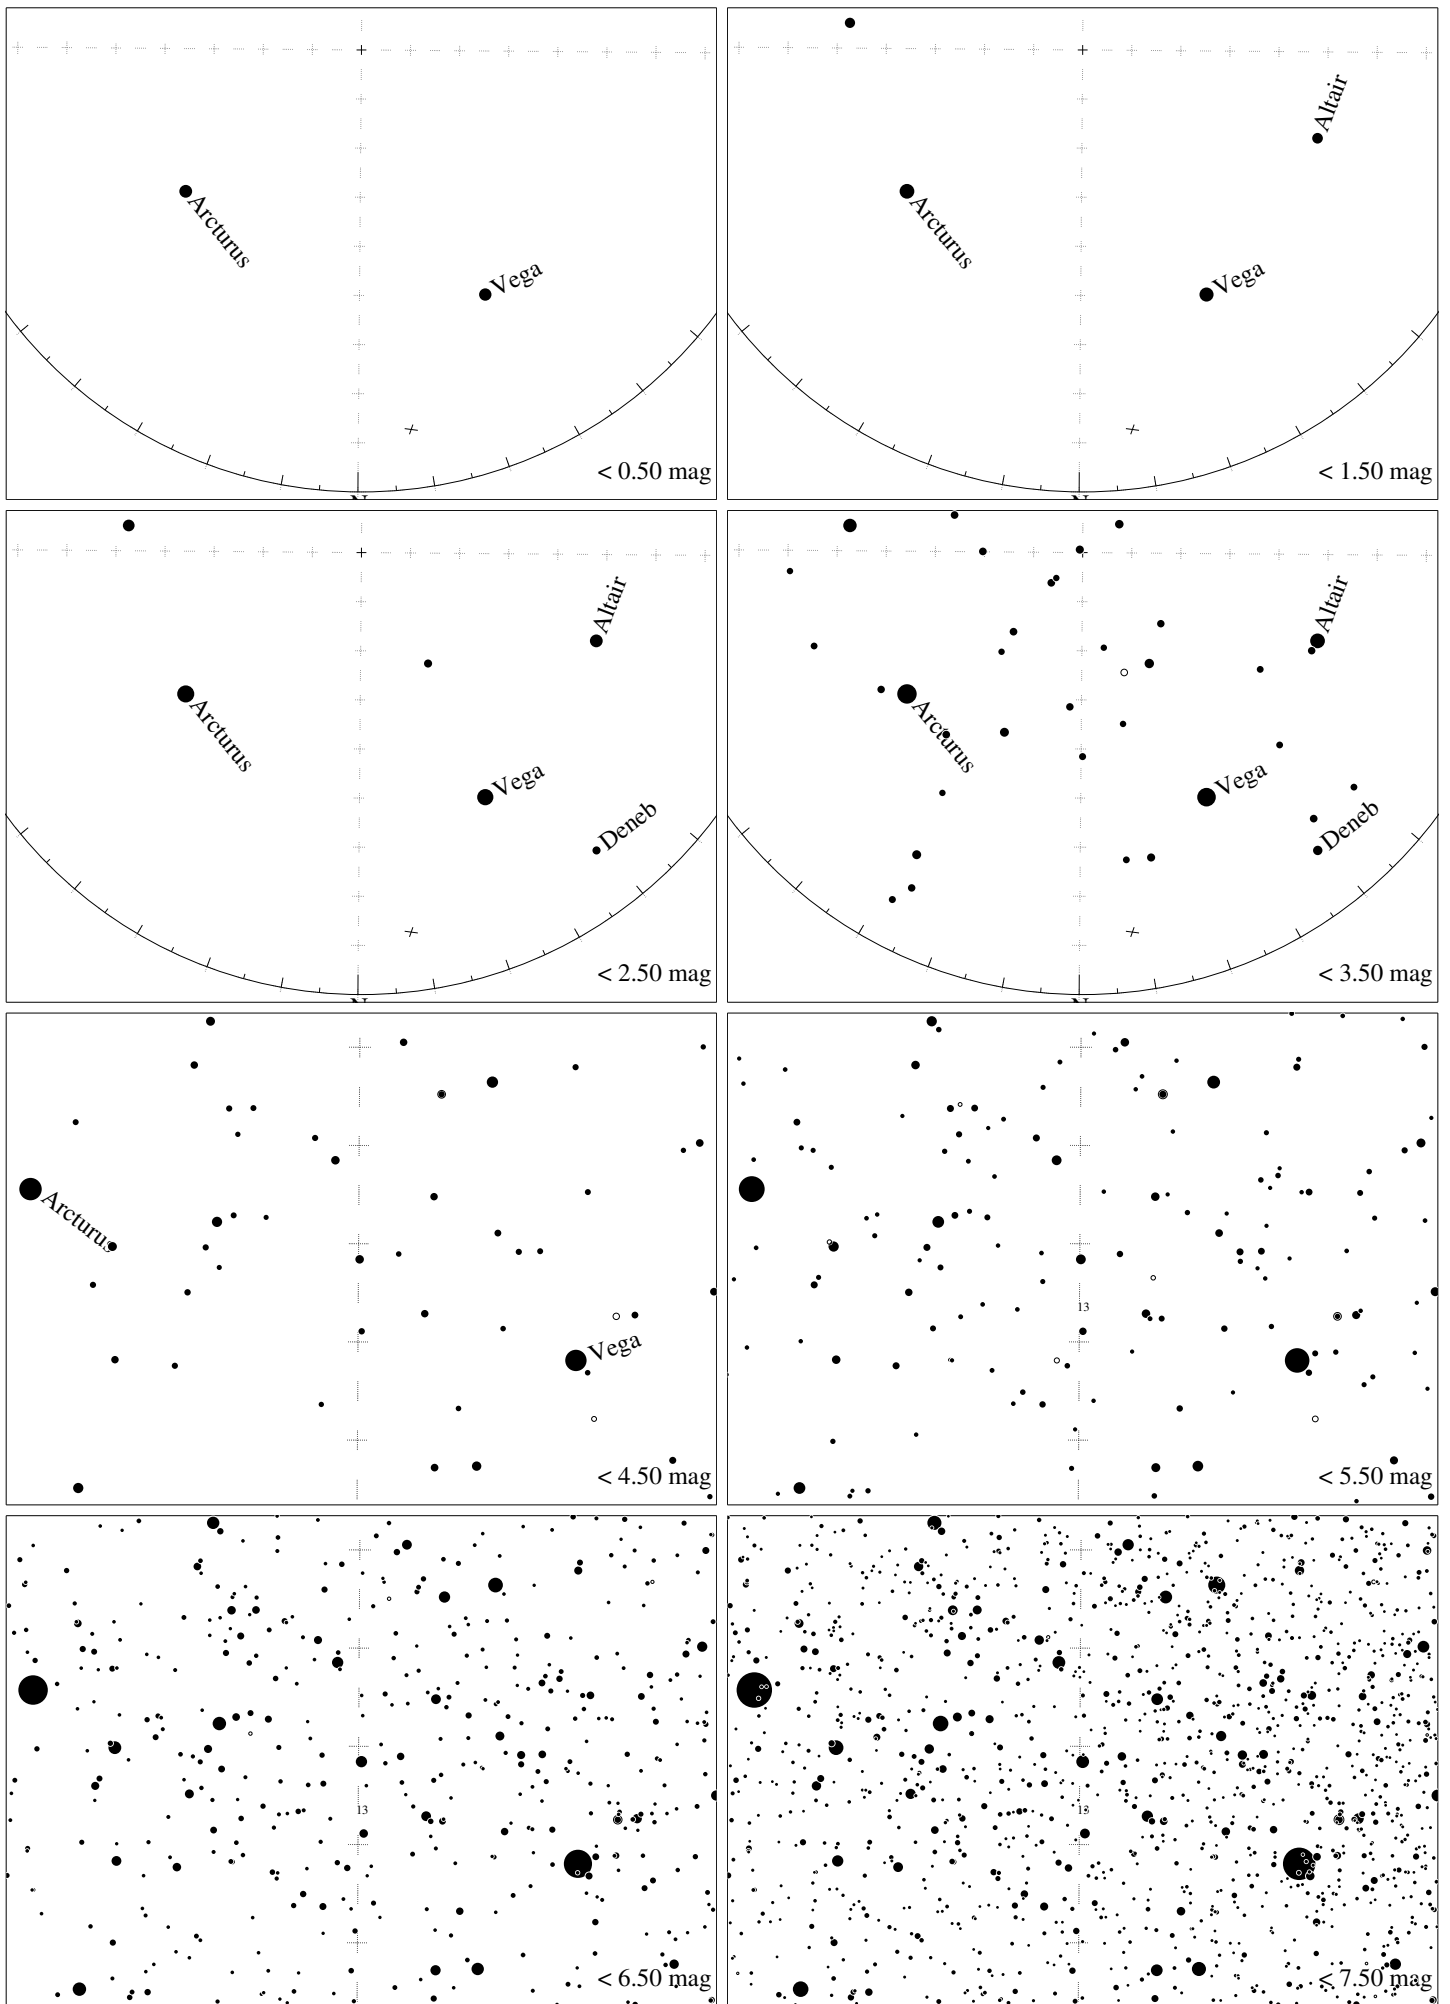 Arcturus
Vega
< 0.50 mag
N
Altair
Arcturus
Vega
< 1.50 mag
N
Altair
Arcturus
Vega
Deneb
< 2.50 mag
N
Altair
Arcturus
Vega
Deneb
< 3.50 mag
N
Arcturus
Vega
< 4.50 mag
13
< 5.50 mag
13
< 6.50 mag
13
< 7.50 mag